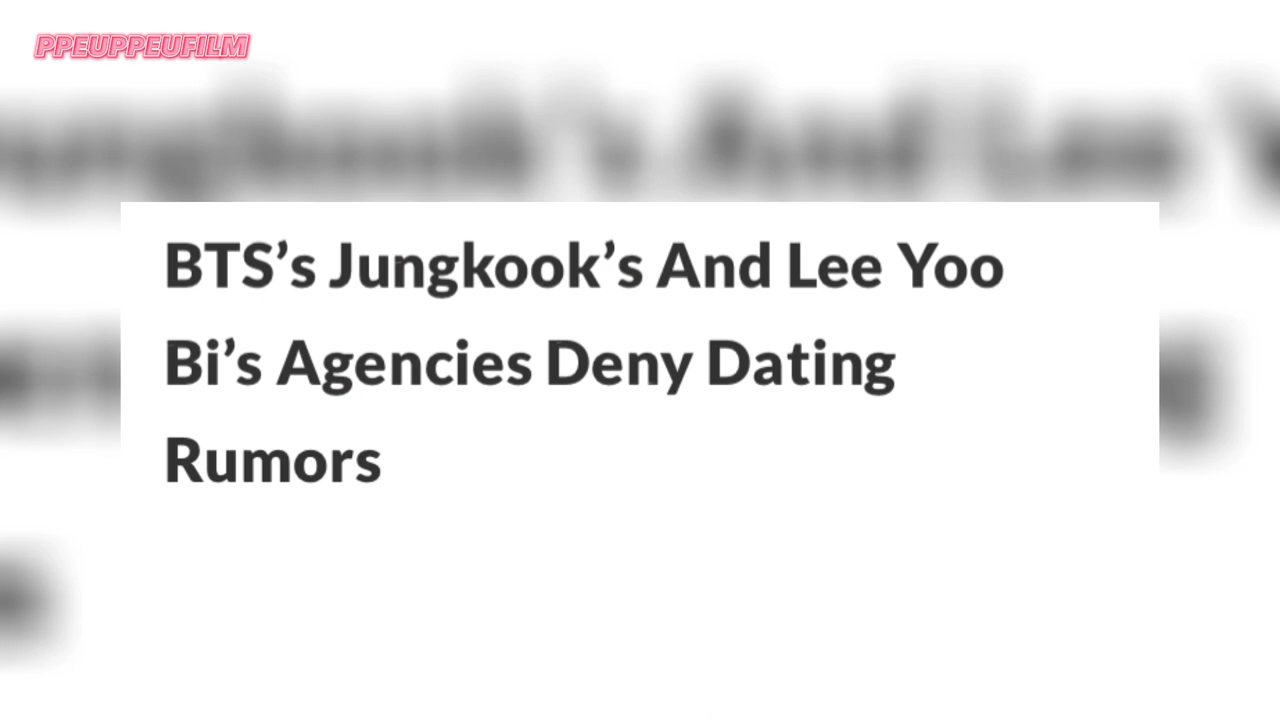 PPEUPPEUFILM
BTS’s Jungkook’s And Lee Yoo
Bi’s Agencies Deny Dating
Rumors